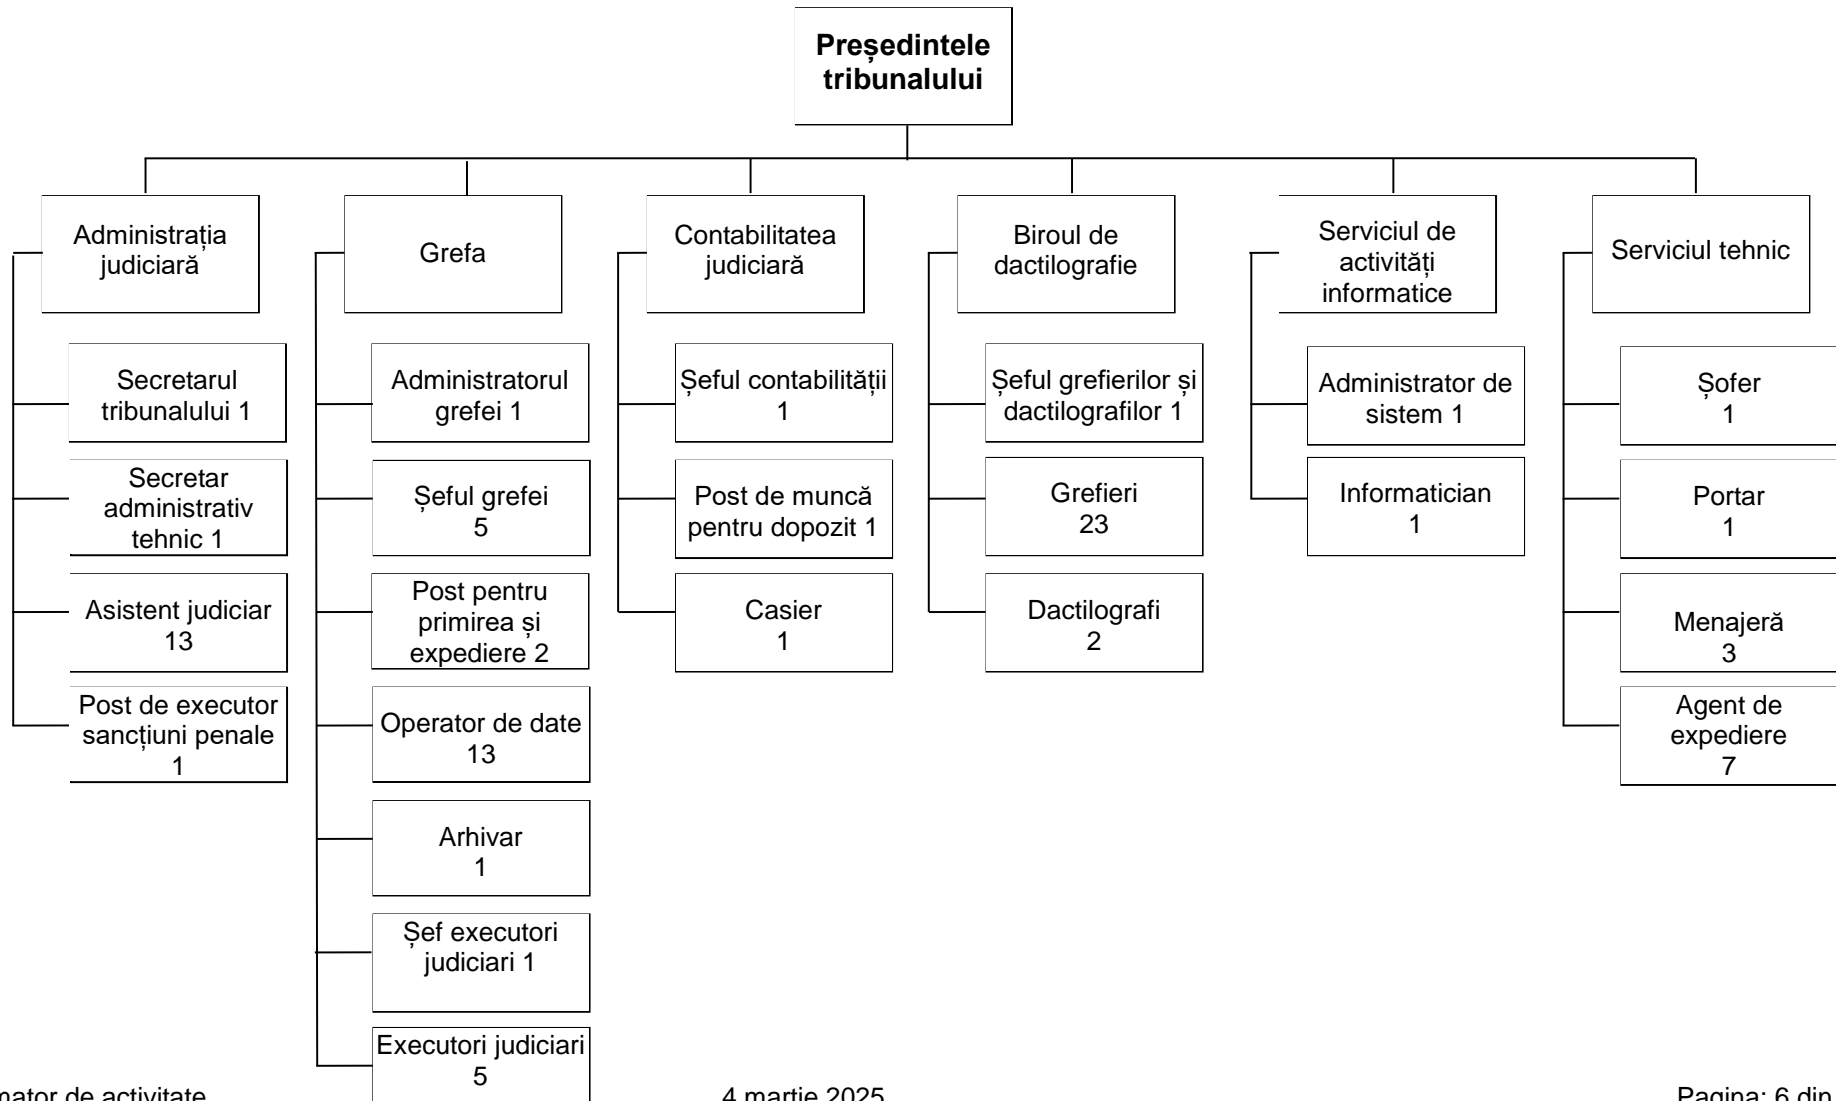 Președintele
tribunalului
Administrația
judiciară
Secretarul
tribunalului 1
Secretar
administrativ
tehnic 1
Asistent judiciar
13
Post de executor
sancțiuni penale
1
Grefa
Administratorul
grefei 1
Șeful grefei
5
Post pentru
primirea și
expediere 2
Operator de date
13
Arhivar
1
Șef executori
judiciari 1
Executori judiciari
5
Contabilitatea
judiciară
Șeful contabilității
1
Post de muncă
pentru dopozit 1
Casier
1
Biroul de
dactilografie
Șeful grefierilor și
dactilografilor 1
Grefieri
23
Dactilografi
2
Serviciul de
activități
informatice
Administrator de
sistem 1
Informatician
1
Serviciul tehnic
Șofer
1
Portar
1
Menajeră
3
Agent de
expediere
7
de activitate
4 martie 2025
Pagina: 6 din